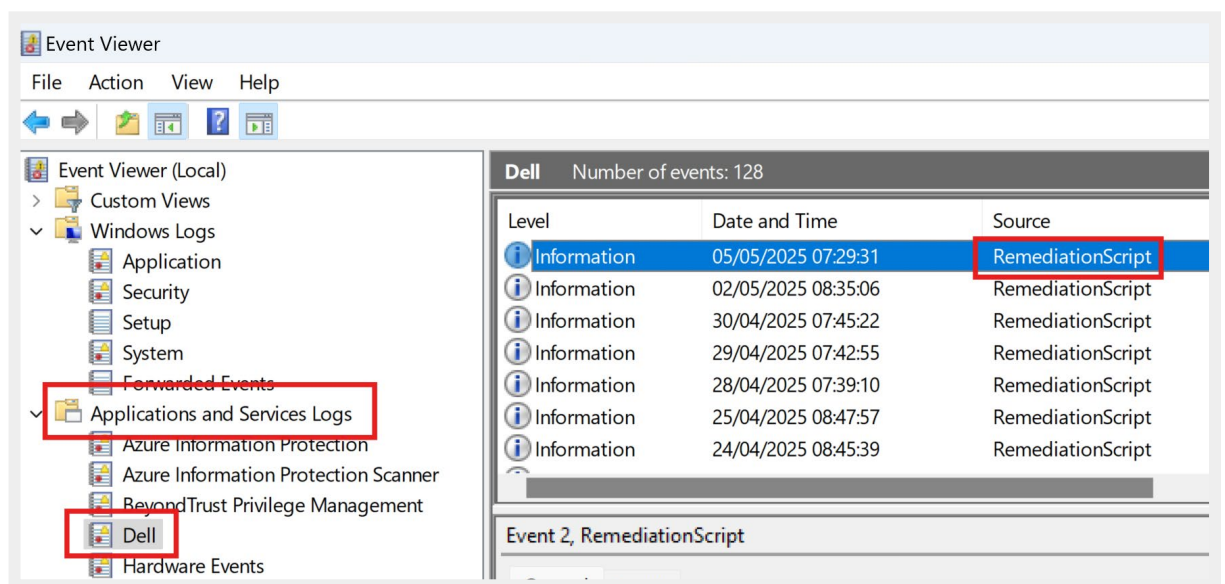 Event Viewer
File Action View Help
Event Viewer (Local)
Custom Views
Windows Logs
Application
Security
Setup
System
Forwarded Events
Applications and Services Logs
Azure Information Protection
Azure Information Protection Scanner
BeyondTrust Privilege Management
Dell
Hardware Events
Dell Number of events: 128
Level Date and Time Source
Information 05/05/2025 07:29:31 RemediationScript
Information 02/05/2025 08:35:06 RemediationScript
Information 30/04/2025 07:45:22 RemediationScript
Information 29/04/2025 07:42:55 RemediationScript
Information 28/04/2025 07:39:10 RemediationScript
Information 25/04/2025 08:47:57 RemediationScript
Information 24/04/2025 08:45:39 RemediationScript
Event 2, RemediationScript